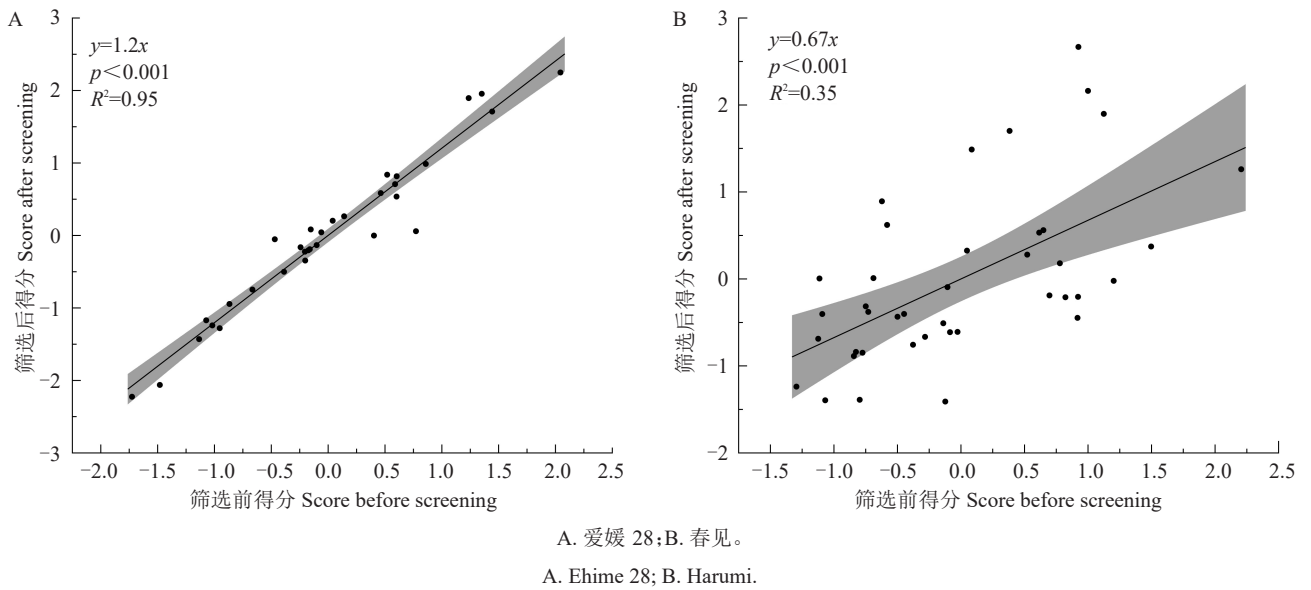 A
y=1.2x
p＜0.001
R²=0.95
筛选后得分 Score after screening
3
2
1
0
−1
−2
−3
−2.0 −1.5 −1.0 −0.5 0.0 0.5 1.0 1.5 2.0 2.5
筛选前得分 Score before screening
B
y=0.67x
p＜0.001
R²=0.35
筛选后得分 Score after screening
3
2
1
0
−1
−2
−1.5 −1.0 −0.5 0.0 0.5 1.0 1.5 2.0 2.5
筛选前得分 Score before screening
A. 爱媛 28；B. 春见。
A. Ehime 28; B. Harumi.